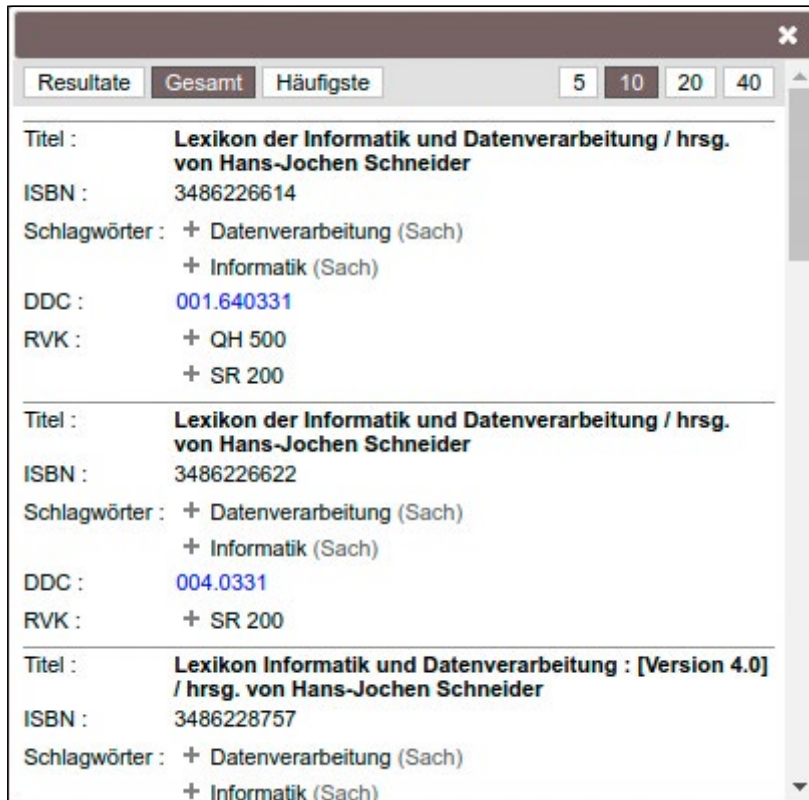 Resultate Gesamt Häufigste 5 10 20 40
Titel : Lexikon der Informatik und Datenverarbeitung / hrsg.
von Hans-Jochen Schneider
ISBN : 3486226614
Schlagwörter : + Datenverarbeitung (Sach)
+ Informatik (Sach)
DDC : 001.640331
RVK : + QH 500
+ SR 200
Titel : Lexikon der Informatik und Datenverarbeitung / hrsg.
von Hans-Jochen Schneider
ISBN : 3486226622
Schlagwörter : + Datenverarbeitung (Sach)
+ Informatik (Sach)
DDC : 004.0331
RVK : + SR 200
Titel : Lexikon Informatik und Datenverarbeitung : [Version 4.0]
/ hrsg. von Hans-Jochen Schneider
ISBN : 3486228757
Schlagwörter : + Datenverarbeitung (Sach)
+ Informatik (Sach)